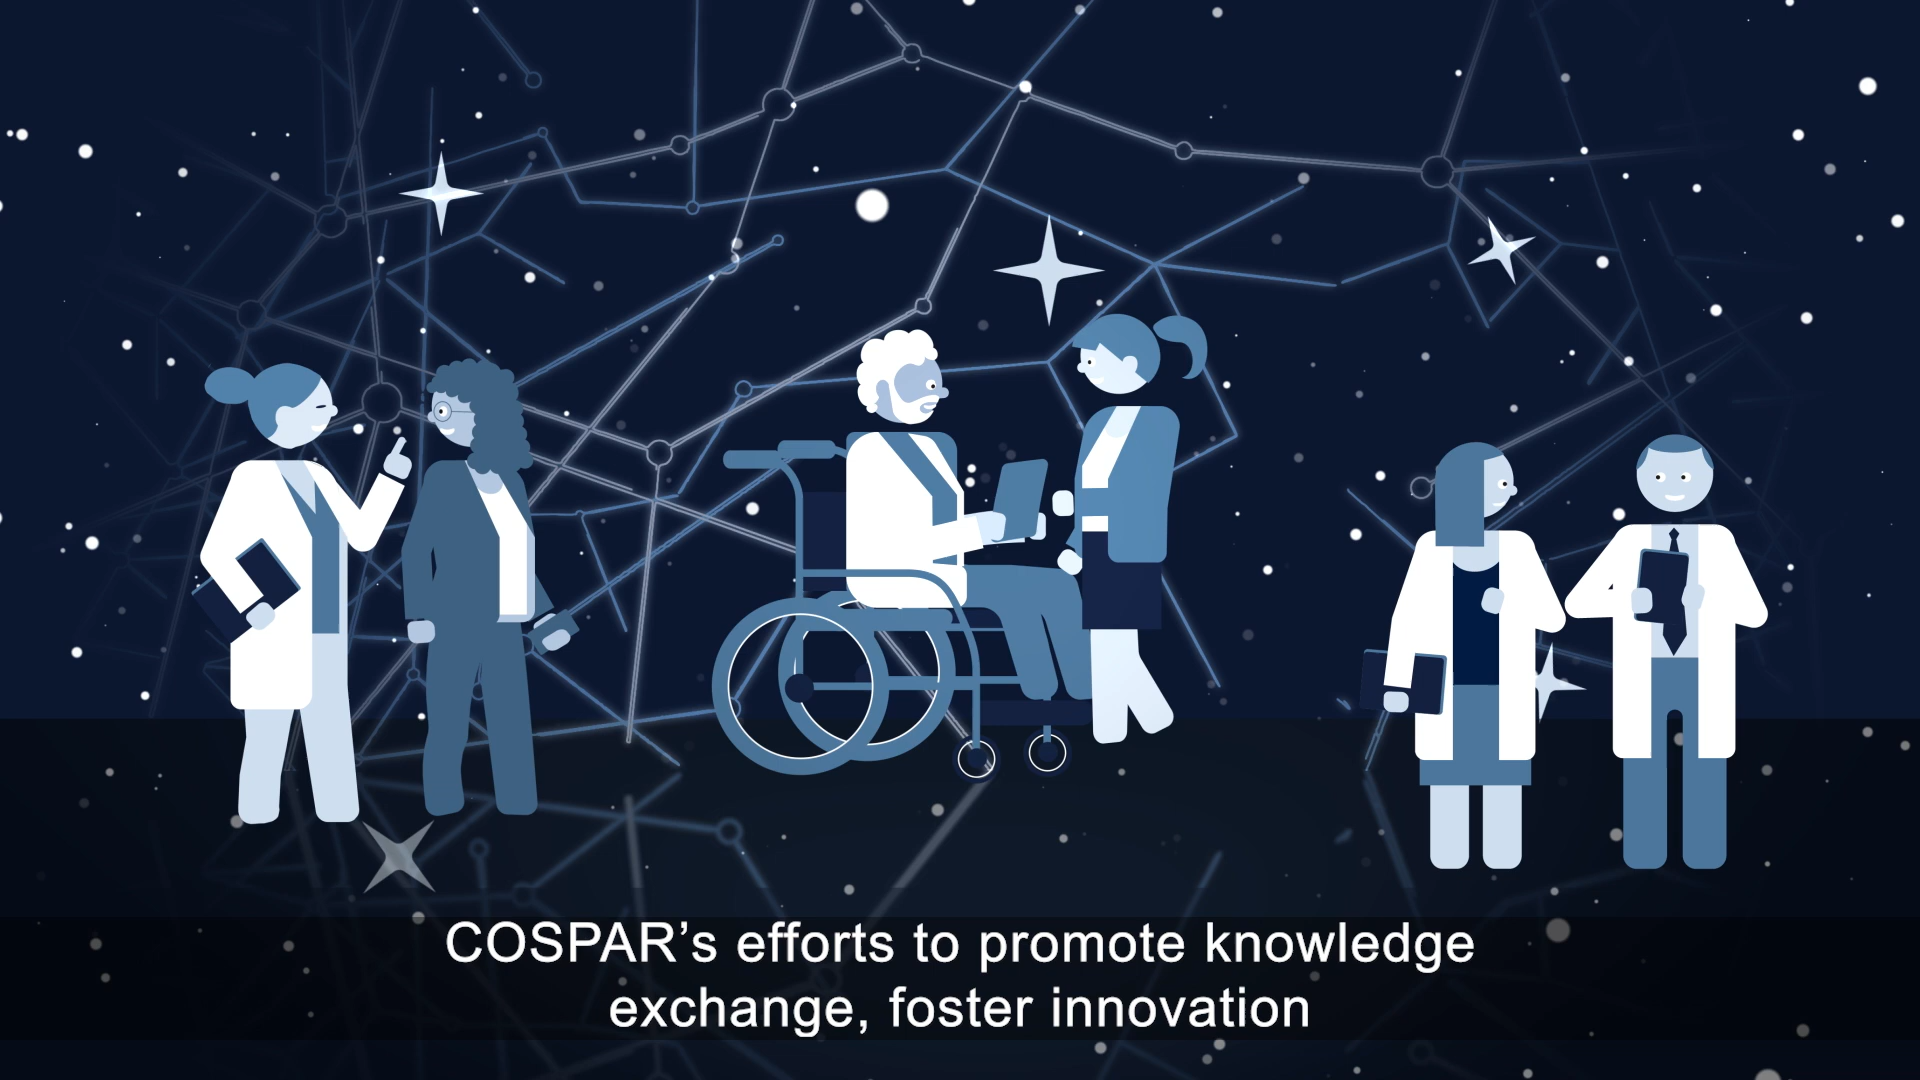 COSPAR’s efforts to promote knowledge
exchange, foster innovation